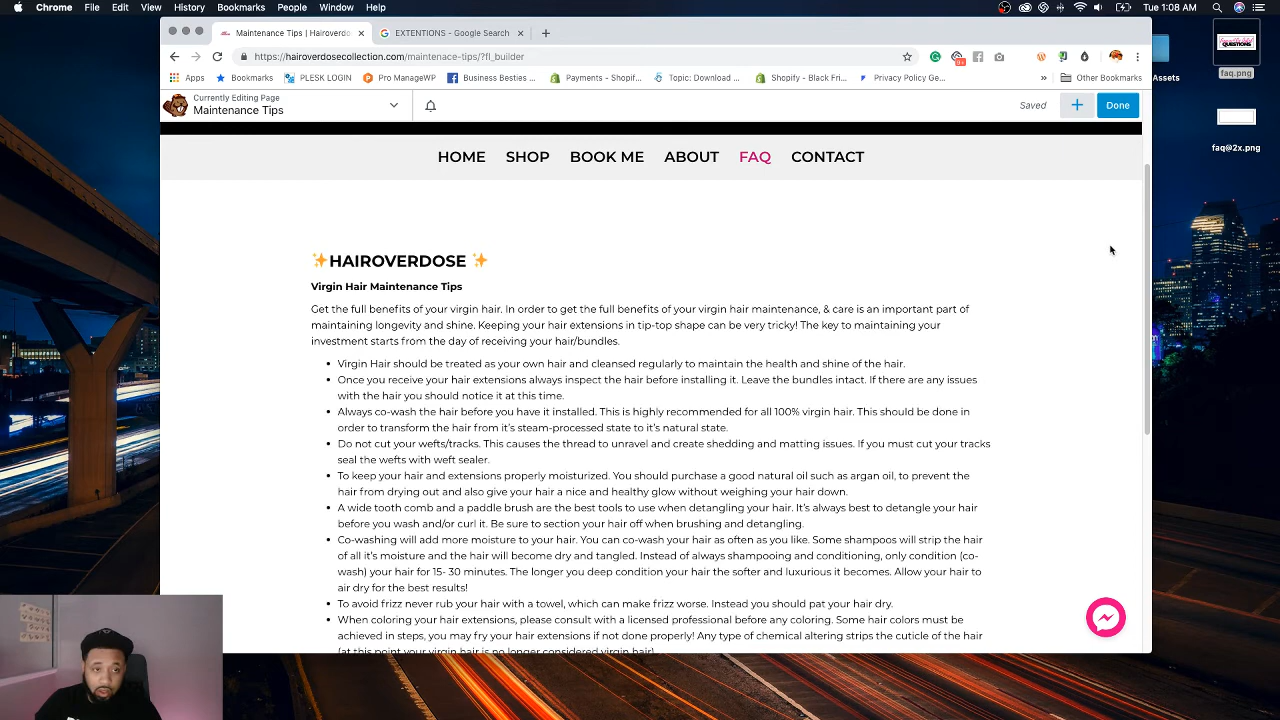 Chrome File Edit View History Bookmarks People Window Help Tue 1:08 AM
Maintenance Tips | Hairoverdo
EXTENTIONS - Google Search
https://hairoverdosecollection.com/maintenace-tips/?fl_builder
Apps Bookmarks PLESK LOGIN Pro ManageWP Business Besties ... Payments - Shopif... Topic: Download ... Shopify - Black Fri... Privacy Policy Ge... » Other Bookmarks
Currently Editing Page
Maintenance Tips
Saved
Done
HOME SHOP BOOK ME ABOUT FAQ CONTACT
✨HAIROVERDOSE ✨
Virgin Hair Maintenance Tips
Get the full benefits of your virgin hair. In order to get the full benefits of your virgin hair maintenance, & care is an important part of
maintaining longevity and shine. Keeping your hair extensions in tip-top shape can be very tricky! The key to maintaining your
investment starts from the day of receiving your hair/bundles.
• Virgin Hair should be treated as your own hair and cleansed regularly to maintain the health and shine of the hair.
• Once you receive your hair extensions always inspect the hair before installing it. Leave the bundles intact. If there are any issues
with the hair you should notice it at this time.
• Always co-wash the hair before you have it installed. This is highly recommended for all 100% virgin hair. This should be done in
order to transform the hair from it's steam-processed state to it's natural state.
• Do not cut your wefts/tracks. This causes the thread to unravel and create shedding and matting issues. If you must cut your tracks
seal the wefts with weft sealer.
• To keep your hair and extensions properly moisturized. You should purchase a good natural oil such as argan oil, to prevent the
hair from drying out and also give your hair a nice and healthy glow without weighing your hair down.
• A wide tooth comb and a paddle brush are the best tools to use when detangling your hair. It's always best to detangle your hair
before you wash and/or curl it. Be sure to section your hair off when brushing and detangling.
• Co-washing will add more moisture to your hair. You can co-wash your hair as often as you like. Some shampoos will strip the hair
of all it's moisture and the hair will become dry and tangled. Instead of always shampooing and conditioning, only condition (co-
wash) your hair for 15- 30 minutes. The longer you deep condition your hair the softer and luxurious it becomes. Allow your hair to
air dry for the best results!
• To avoid frizz never rub your hair with a towel, which can make frizz worse. Instead you should pat your hair dry.
• When coloring your hair extensions, please consult with a licensed professional before any coloring. Some hair colors must be
achieved in steps, you may fry your hair extensions if not done properly! Any type of chemical altering strips the cuticle of the hair
(at this point your virgin hair is no longer considered virgin hair)
QUESTIONS
faq.png
Assets
faq@2x.png